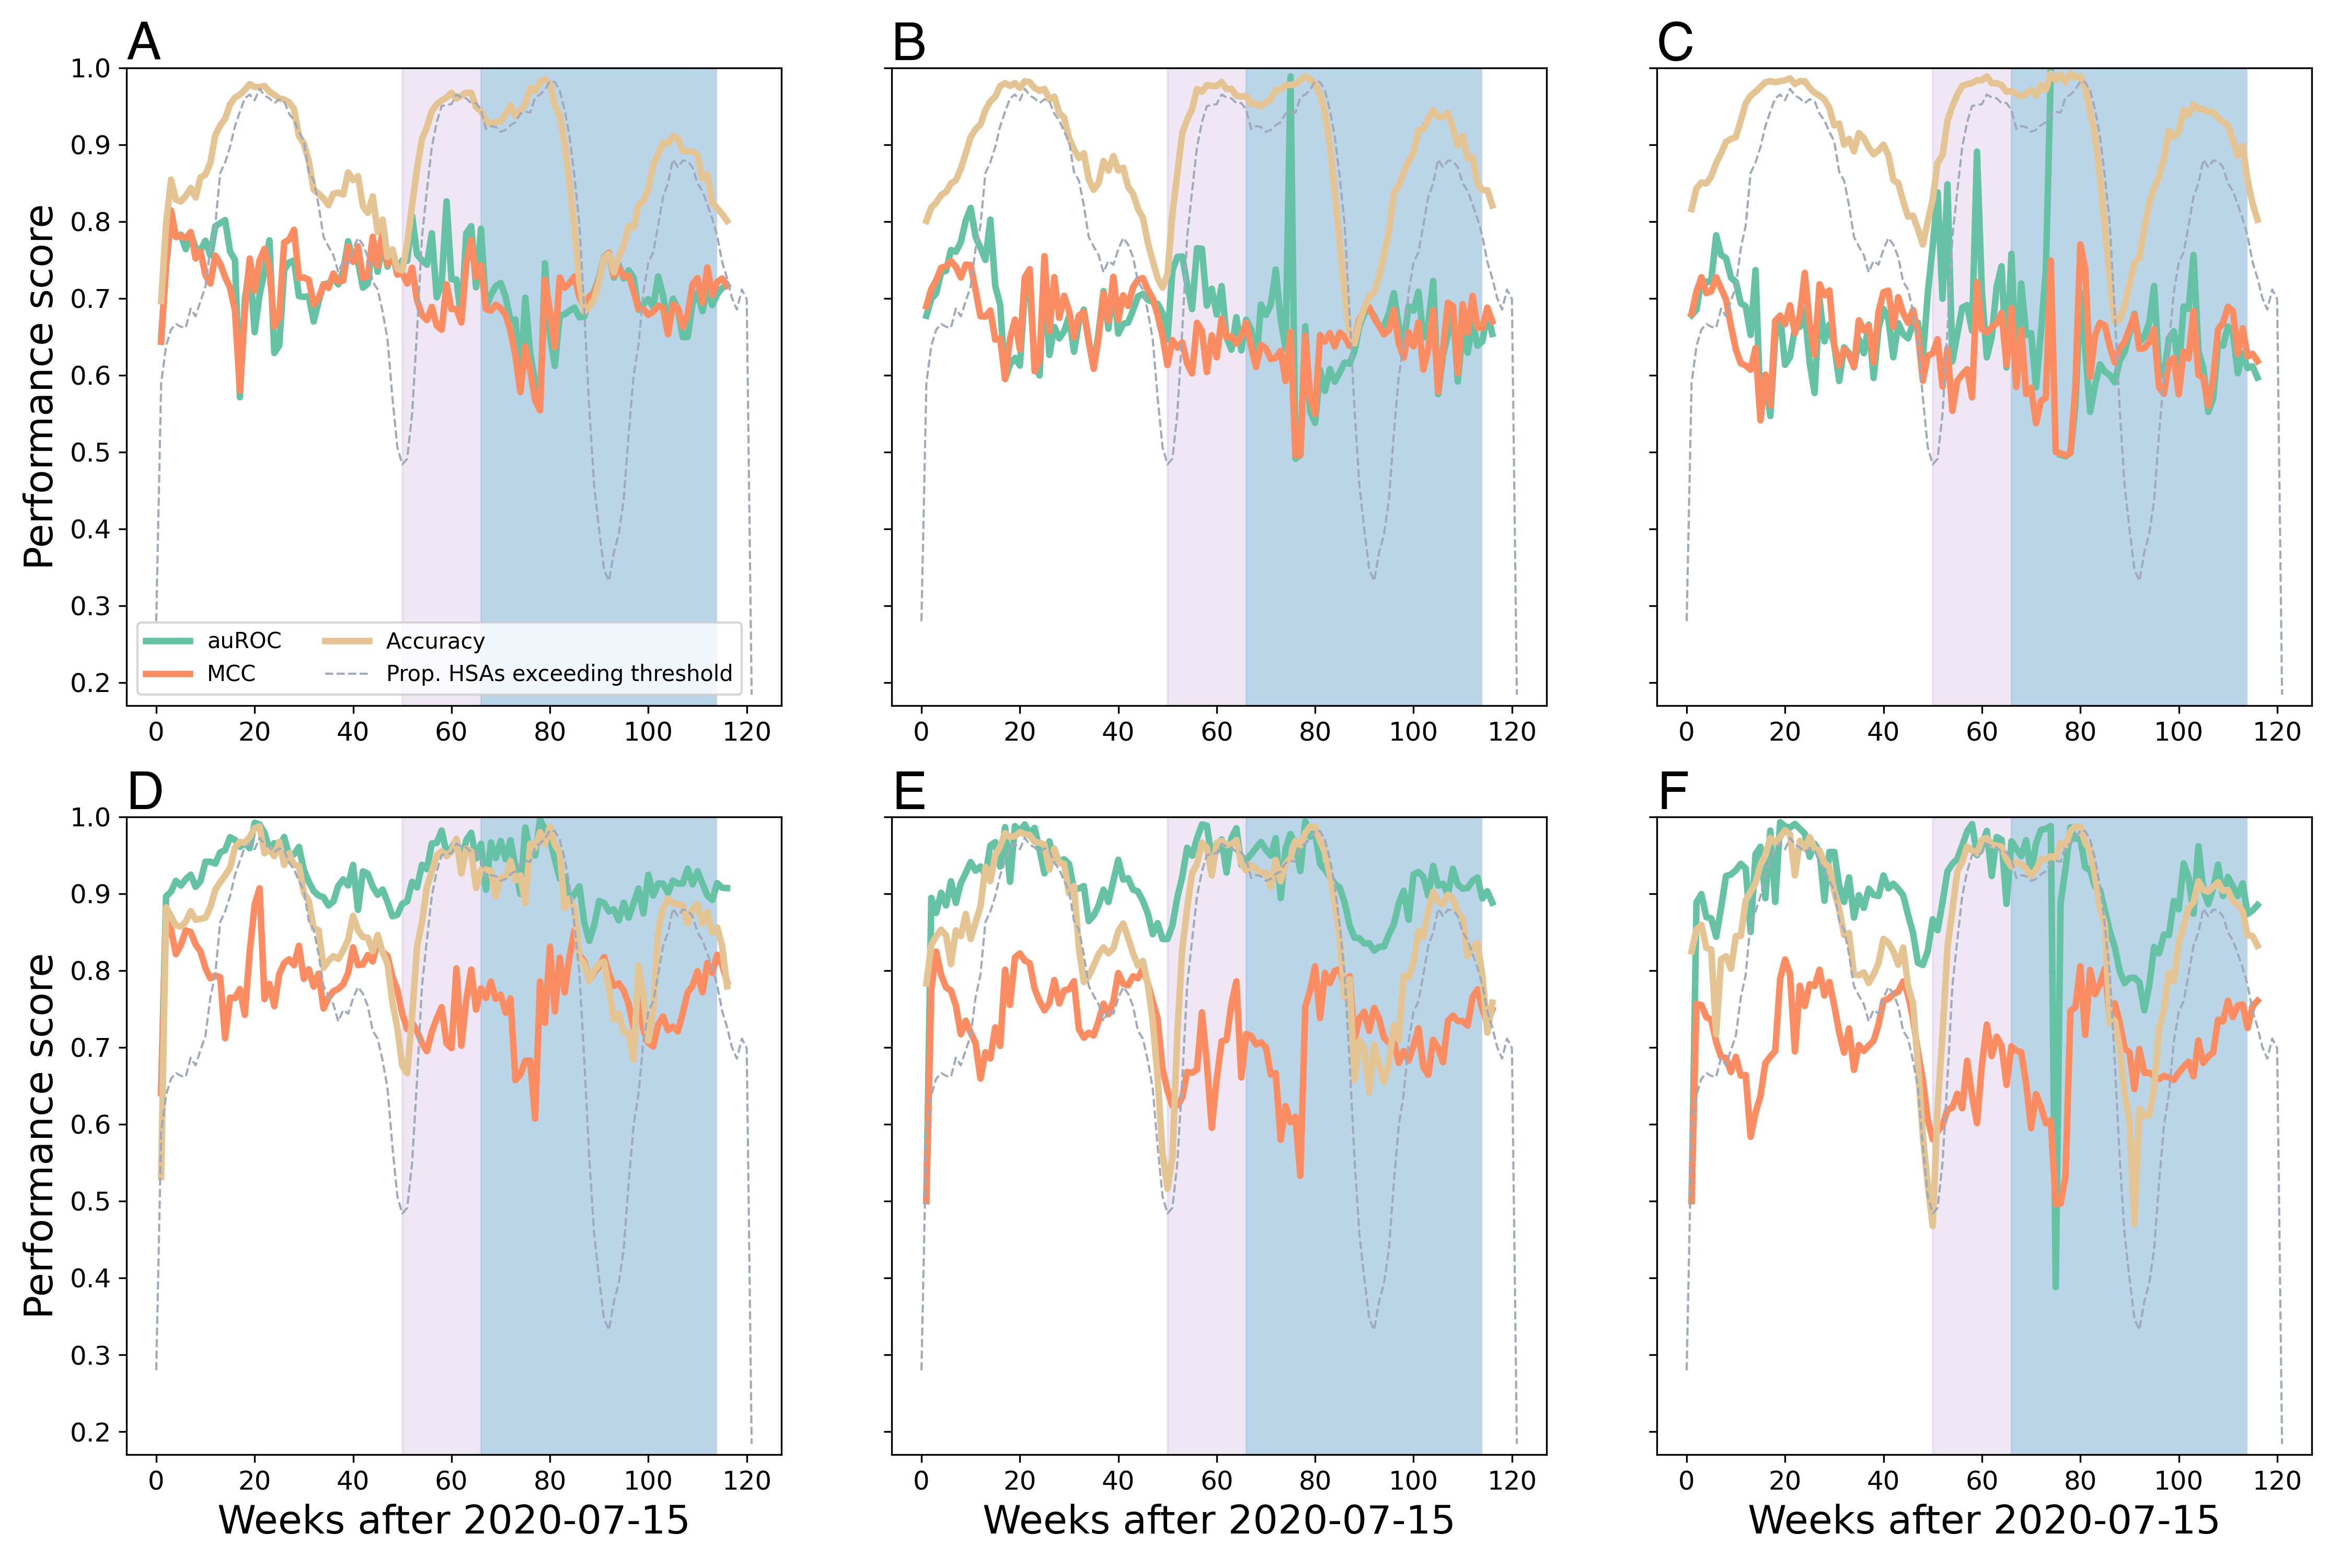 A
B
C
1.0
0.9
0.8
0.7
0.6
0.5
0.4
0.3
0.2
Performance score
auROC
Accuracy
MCC
Prop. HSAs exceeding threshold
0 20 40 60 80 100 120
0 20 40 60 80 100 120
0 20 40 60 80 100 120
D
E
F
1.0
0.9
0.8
0.7
0.6
0.5
0.4
0.3
0.2
Performance score
0 20 40 60 80 100 120
0 20 40 60 80 100 120
0 20 40 60 80 100 120
Weeks after 2020-07-15
Weeks after 2020-07-15
Weeks after 2020-07-15